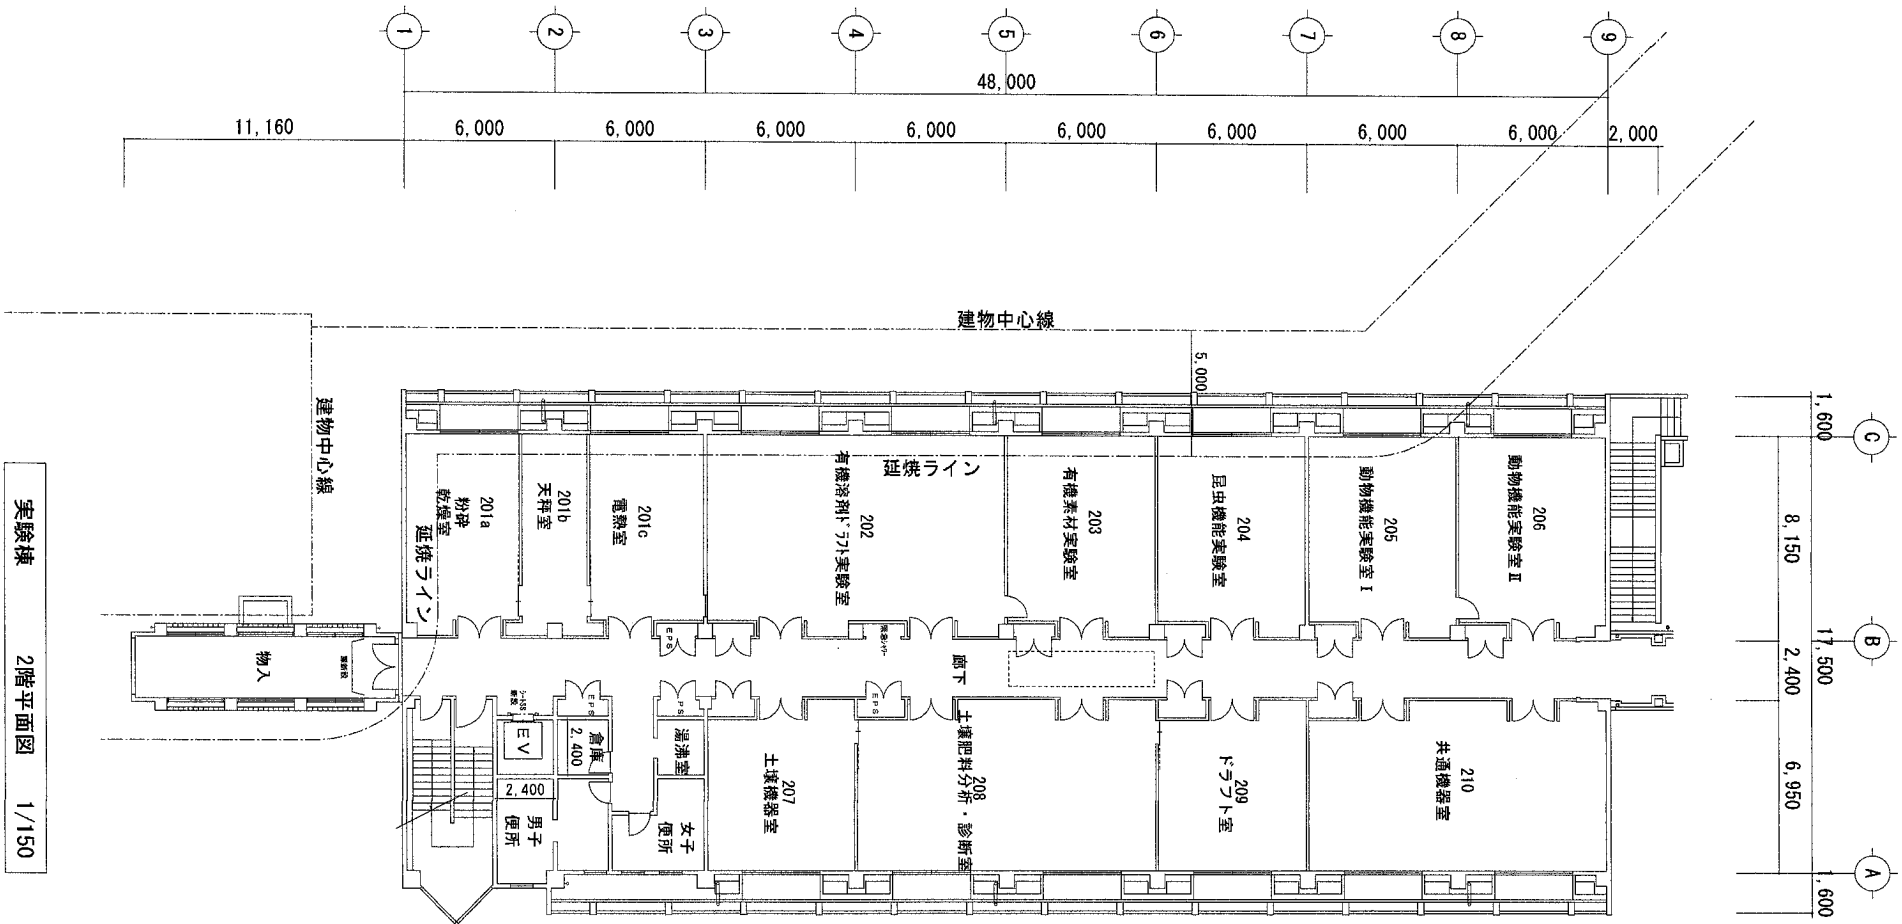 1
2
3
4
5
6
7
8
9
48,000
11,160
6,000
6,000
6,000
6,000
6,000
6,000
6,000
6,000
2,000
建物中心線
5,000
建物中心線
1,600
C
8,150
B
17,500
2,400
6,950
A
1,600
延焼ライン
延焼ライン
201a
粉砕
乾燥室
201b
天秤室
201c
電熱室
202
有機溶剤ドラフト実験室
203
有機素材実験室
204
昆虫機能実験室
205
動物機能実験室Ⅰ
206
動物機能実験室Ⅱ
EPS
緊急シャワー
廊下
物入
EPS
PS
EPS
EV
倉庫
2,400
湯沸室
2,400
男子
便所
女子
便所
207
土壌機器室
208
土壌肥料分析・診断室
209
ドラフト室
210
共通機器室
実験棟 2階平面図 1/150